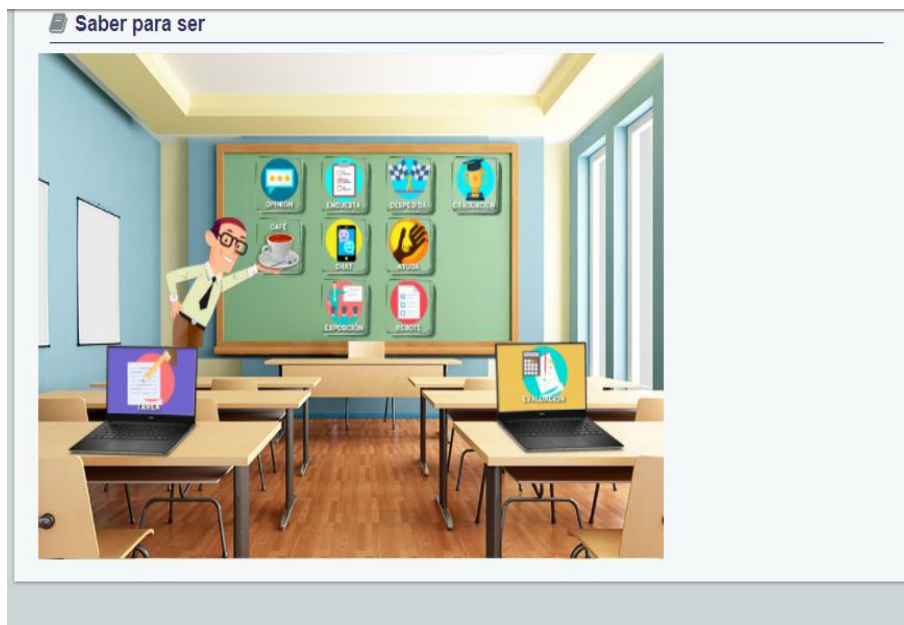 Saber para ser
OPINIÓN
ENCUESTA
DESPEDIDA
GRADUACIÓN
CAFÉ
CHAT
AYUDA
EXPOSICIÓN
REBOTE
TAREA
EVALUACIÓN